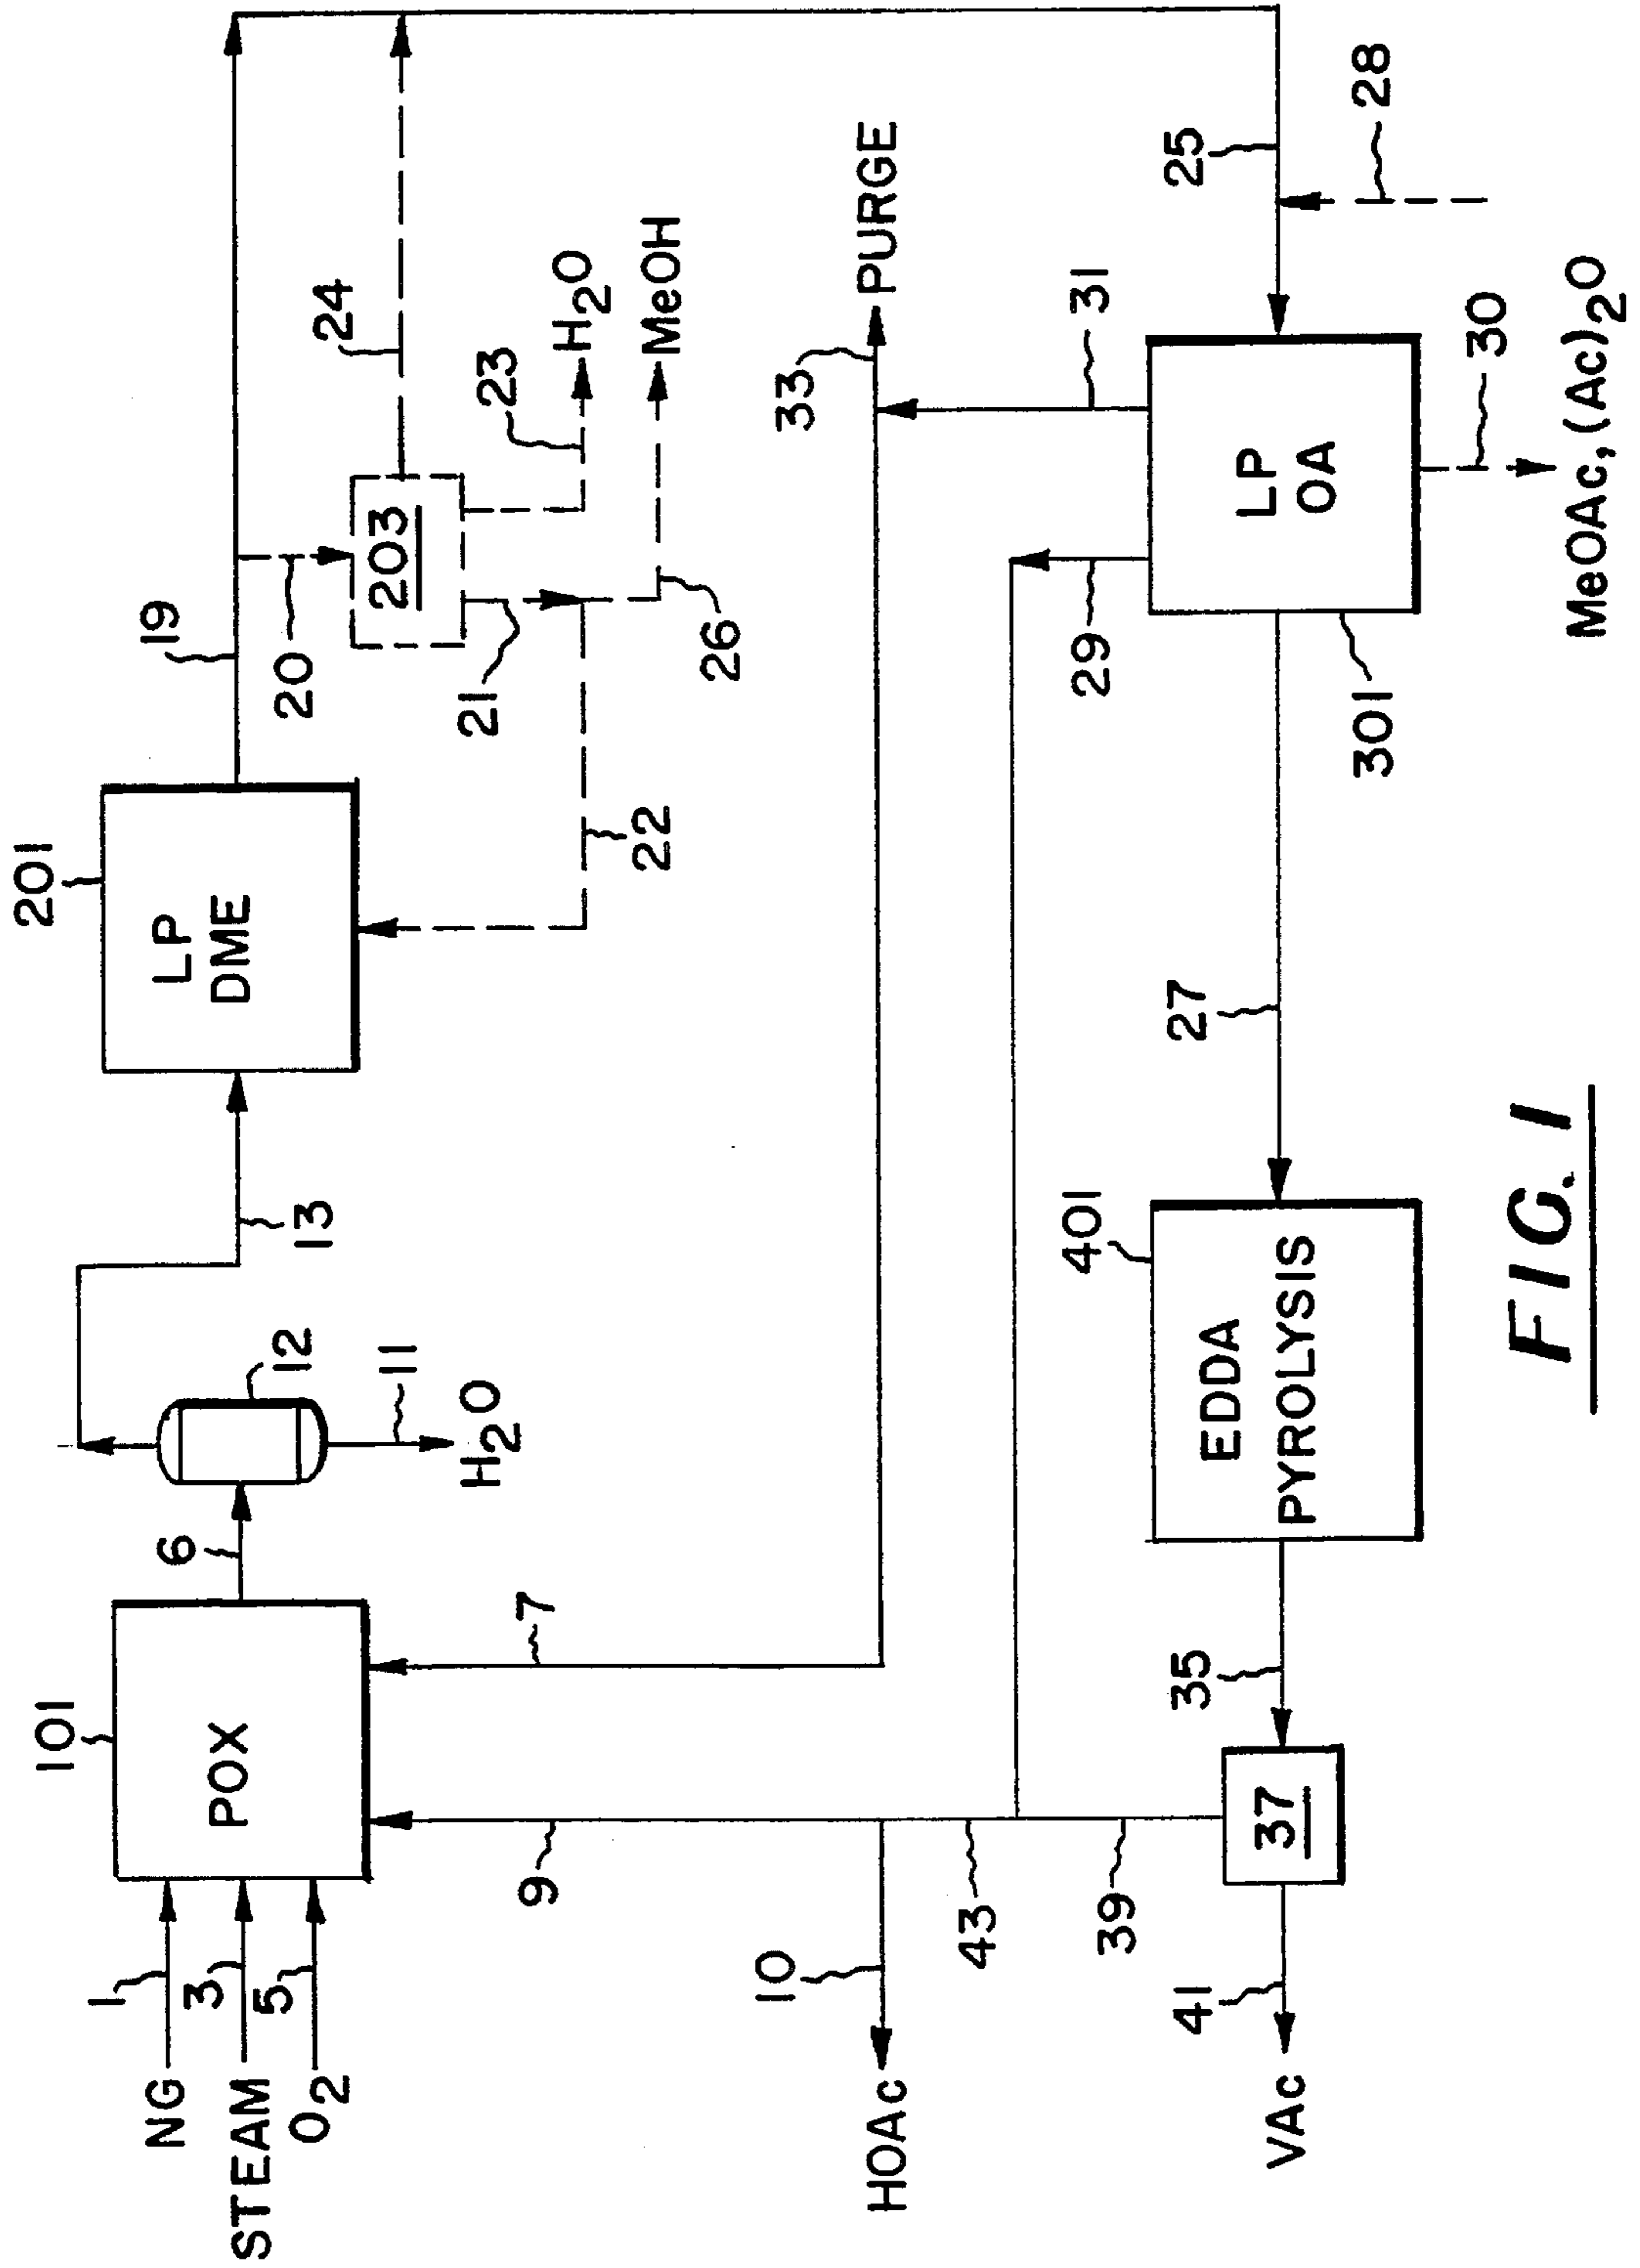 101
POX
NG
1
STEAM
3
O2
5
6
12
11
H2O
13
201
LP
DME
19
20
203
24
21
22
23
H2O
26
MeOH
7
9
10
HOAc
43
39
33
PURGE
31
29
25
28
LP
OA
301
30
MeOAc,(Ac)2O
27
401
EDDA
PYROLYSIS
35
37
41
VAc
FIG. 1